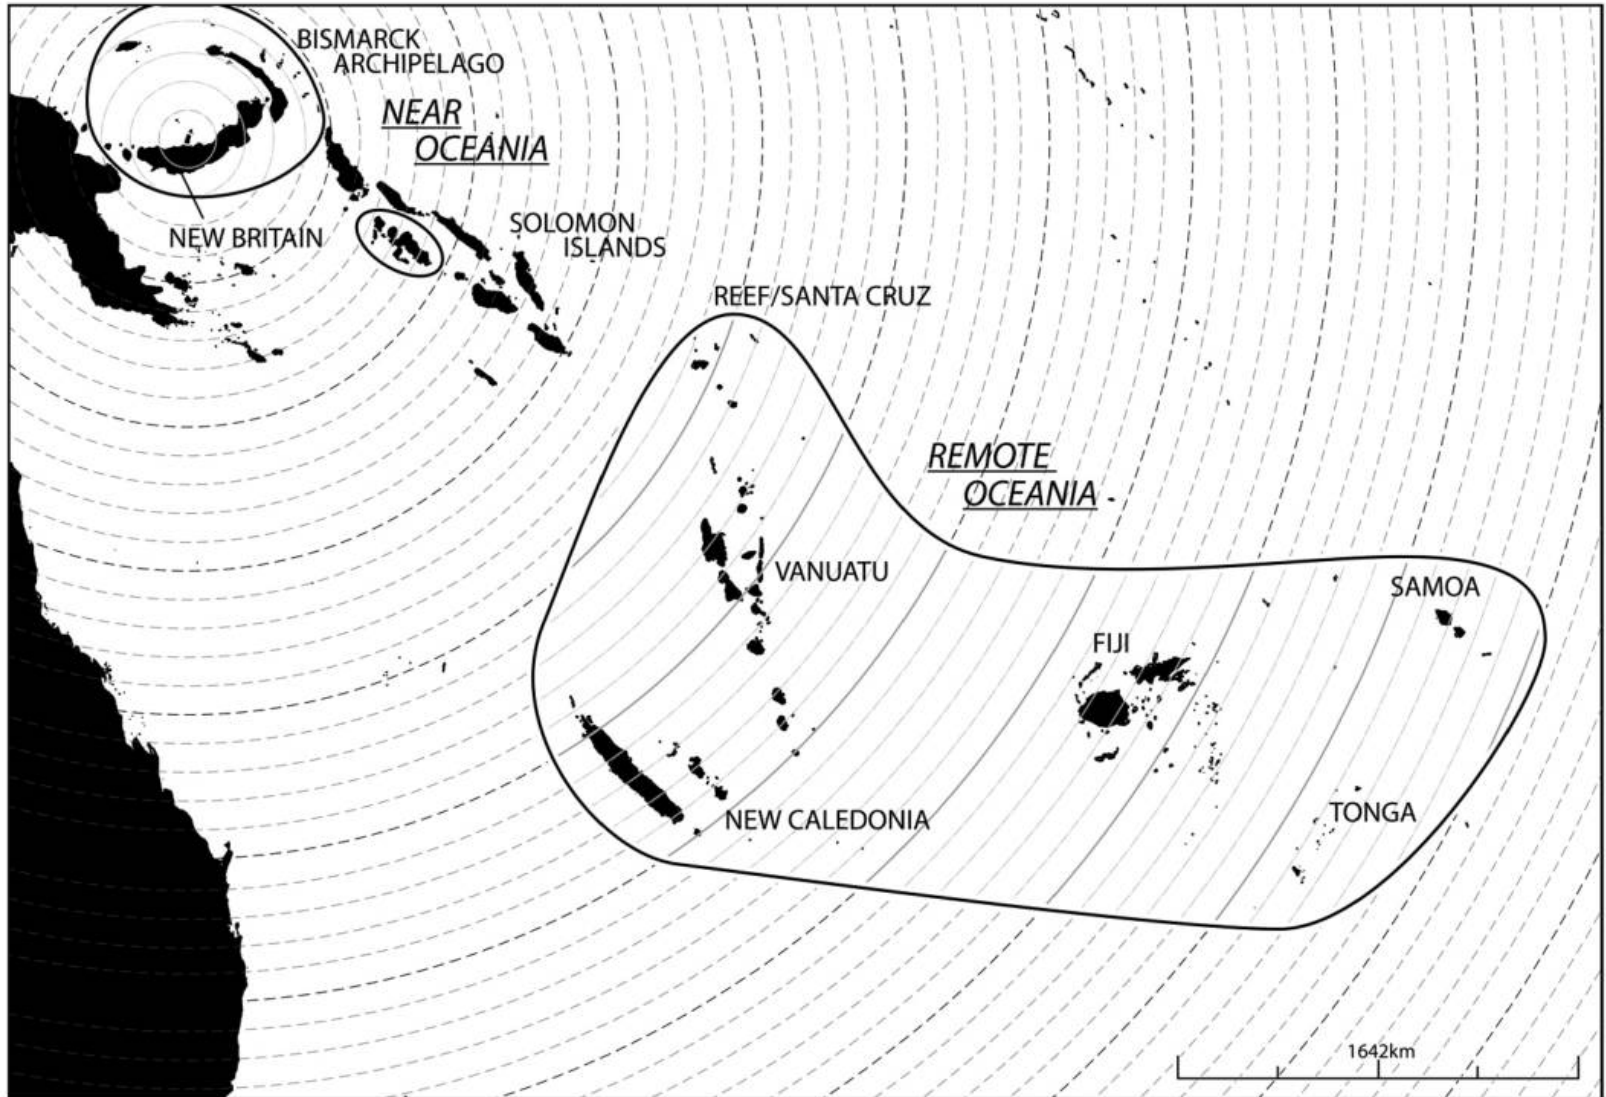 BISMARCK
ARCHIPELAGO
NEAR
OCEANIA
NEW BRITAIN
SOLOMON
ISLANDS
REEF/SANTA CRUZ
REMOTE
OCEANIA
VANUATU
SAMOA
FIJI
NEW CALEDONIA
TONGA
1642km